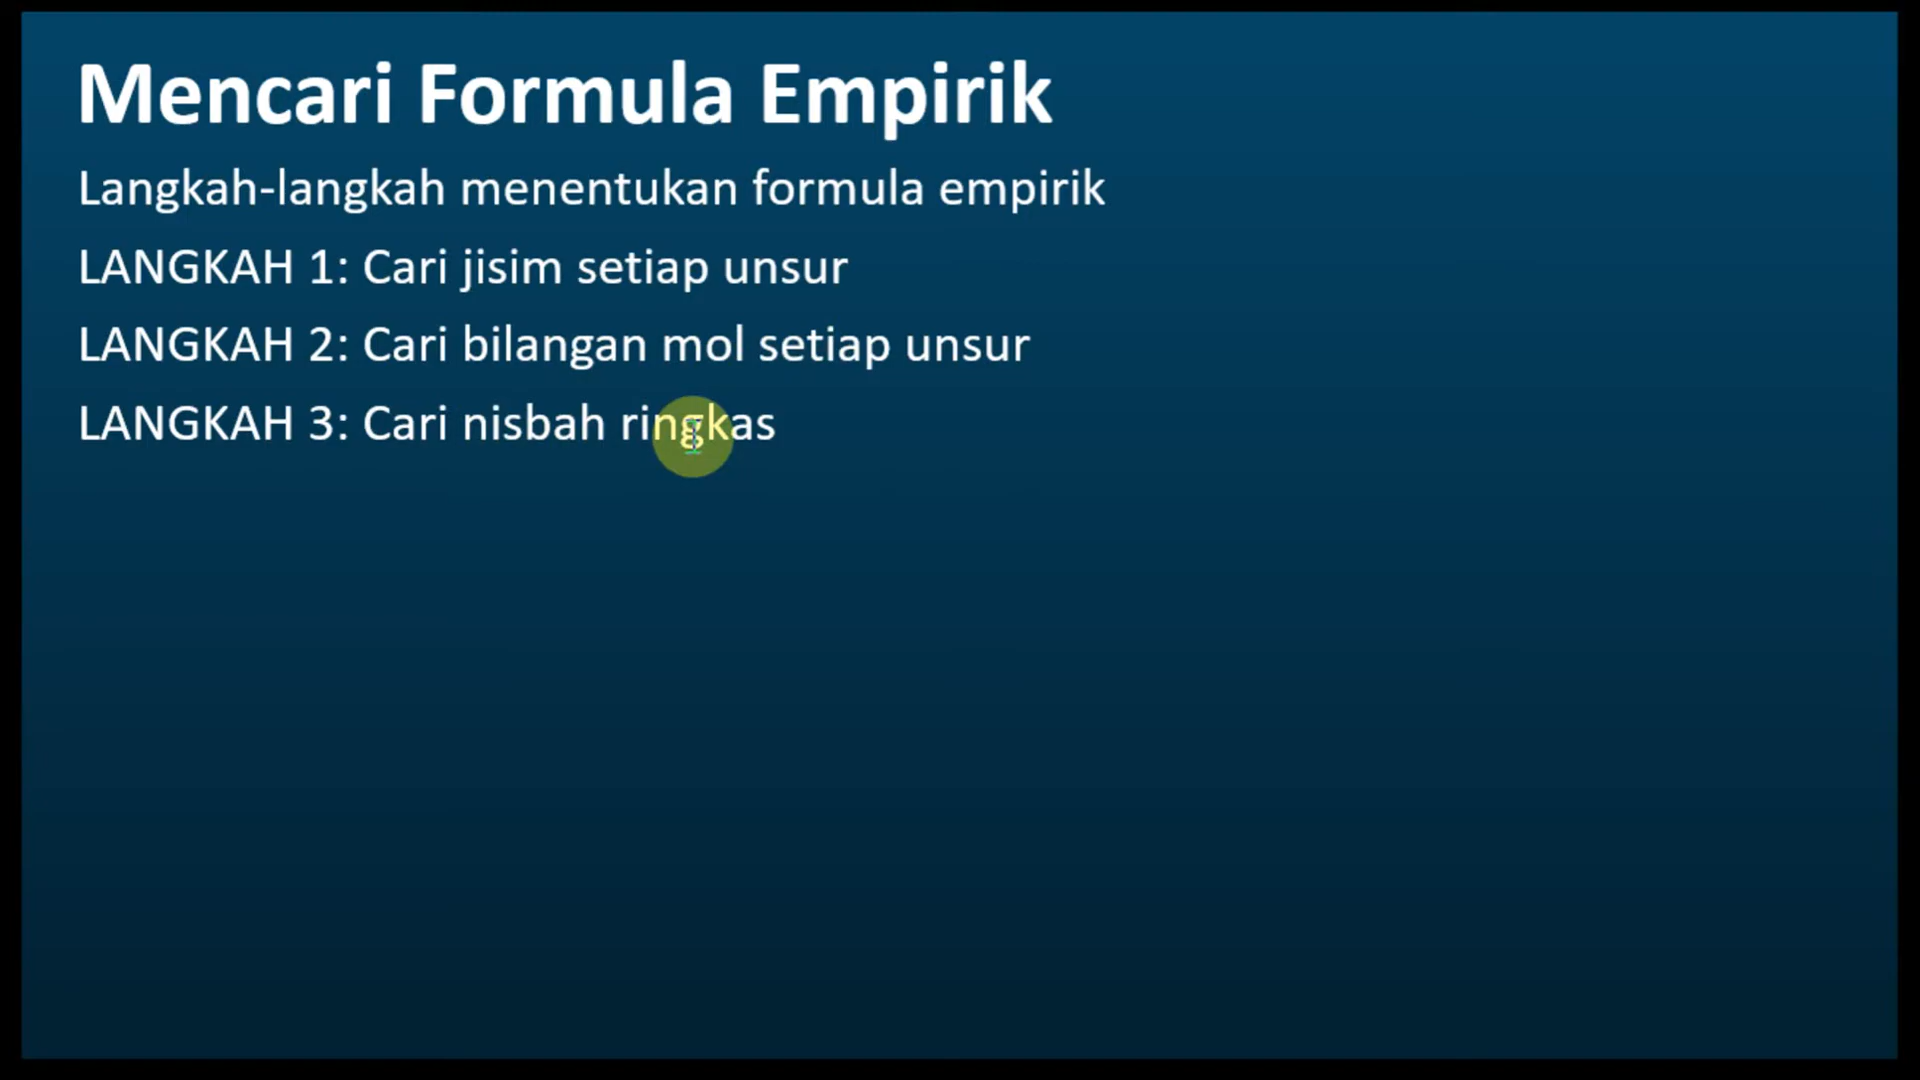 Mencari Formula Empirik
Langkah-langkah menentukan formula empirik
LANGKAH 1: Cari jisim setiap unsur
LANGKAH 2: Cari bilangan mol setiap unsur
LANGKAH 3: Cari nisbah ringkas